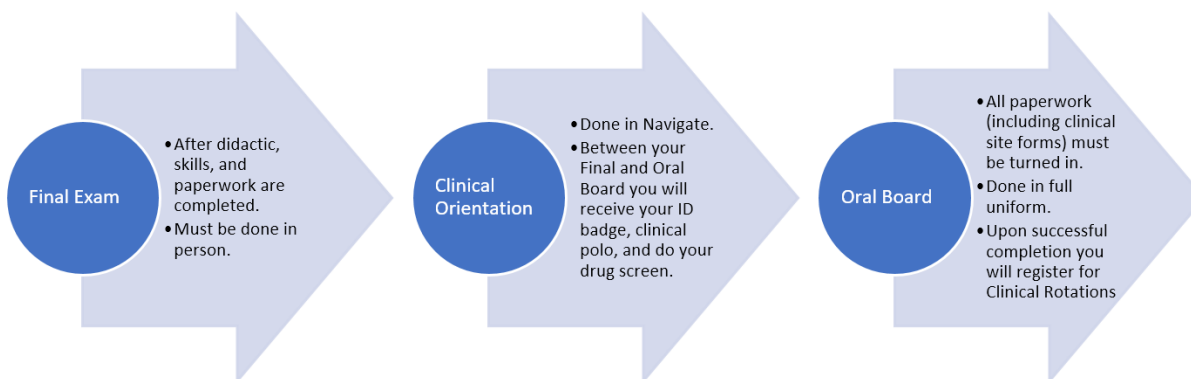 Final Exam
•After didactic,
skills, and
paperwork are
completed.
•Must be done in
person.
Clinical
Orientation
•Done in Navigate.
•Between your
Final and Oral
Board you will
receive your ID
badge, clinical
polo, and do your
drug screen.
Oral Board
•All paperwork
(including clinical
site forms) must
be turned in.
•Done in full
uniform.
•Upon successful
completion you
will register for
Clinical Rotations